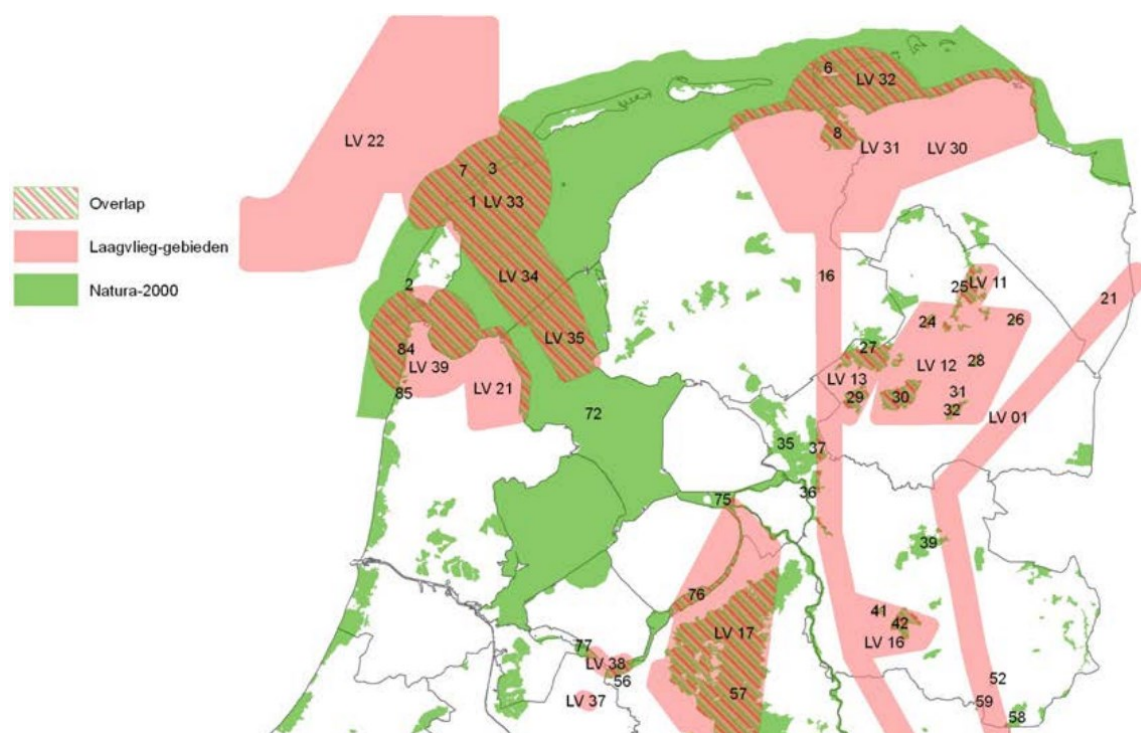 6
LV 32
8
LV 31
LV 30
LV 22
7
3
1
LV 33
Overlap
Laagvlieg-gebieden
Natura-2000
2
LV 34
16
25
LV 11
21
24
26
84
LV 39
LV 35
27
LV 13
LV 12
28
85
LV 21
29
30
31
32
LV 01
72
35
37
75
36
39
76
41
42
LV 17
LV 16
77
LV 38
56
57
LV 37
52
59
58